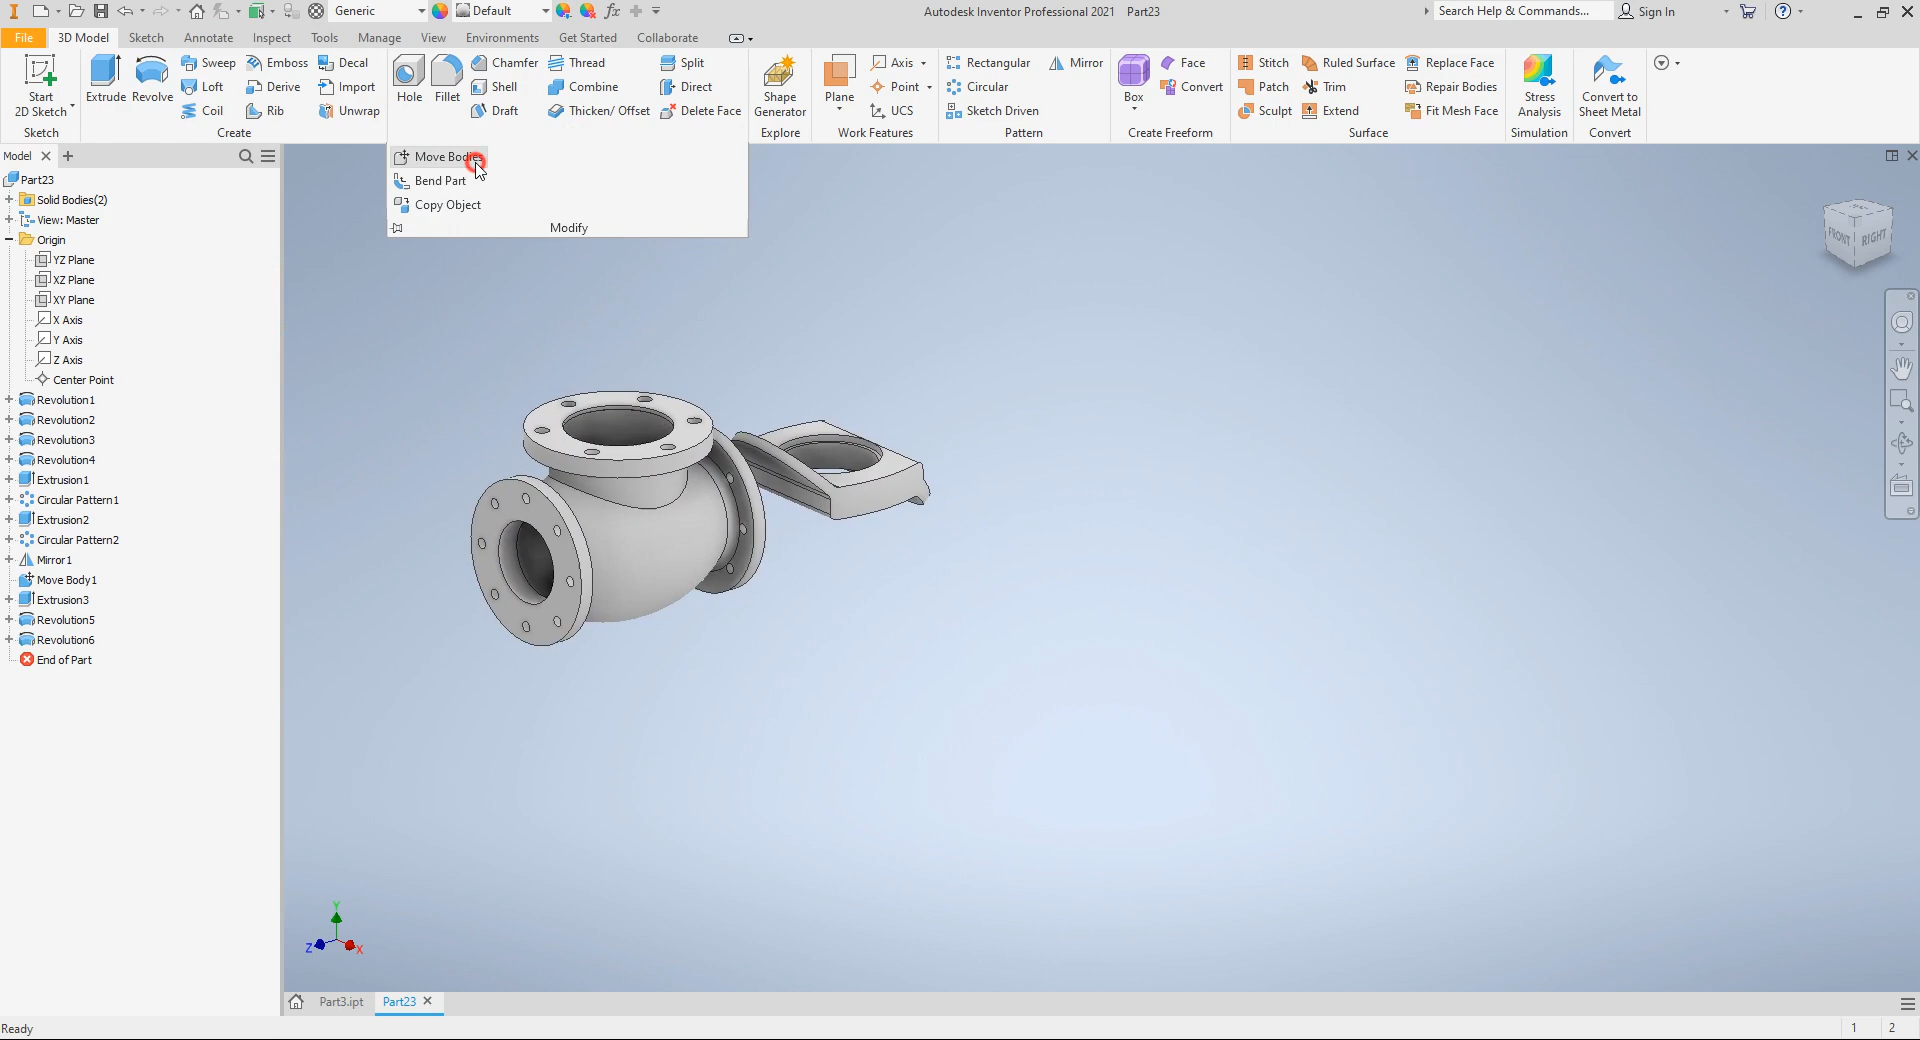 Generic
Default
Autodesk Inventor Professional 2021 Part23
Search Help & Commands...
Sign In
File
3D Model
Sketch
Annotate
Inspect
Tools
Manage
View
Environments
Get Started
Collaborate
Start
2D Sketch
Extrude
Revolve
Sweep
Loft
Coil
Emboss
Derive
Rib
Decal
Import
Unwrap
Hole
Fillet
Chamfer
Shell
Draft
Thread
Combine
Thicken/ Offset
Split
Direct
Delete Face
Shape
Generator
Plane
Axis
Point
UCS
Rectangular
Circular
Sketch Driven
Mirror
Box
Face
Convert
Stitch
Patch
Sculpt
Ruled Surface
Trim
Extend
Replace Face
Repair Bodies
Fit Mesh Face
Stress
Analysis
Convert to
Sheet Metal
Sketch
Create
Explore
Work Features
Pattern
Create Freeform
Surface
Simulation
Convert
Move Bodies
Bend Part
Copy Object
Modify
Model
Part23
Solid Bodies(2)
View: Master
Origin
YZ Plane
XZ Plane
XY Plane
X Axis
Y Axis
Z Axis
Center Point
Revolution1
Revolution2
Revolution3
Revolution4
Extrusion1
Circular Pattern1
Extrusion2
Circular Pattern2
Mirror1
Move Body1
Extrusion3
Revolution5
Revolution6
End of Part
FRONT
RIGHT
Y
Z
X
Part3.ipt
Part23
Ready
1
2